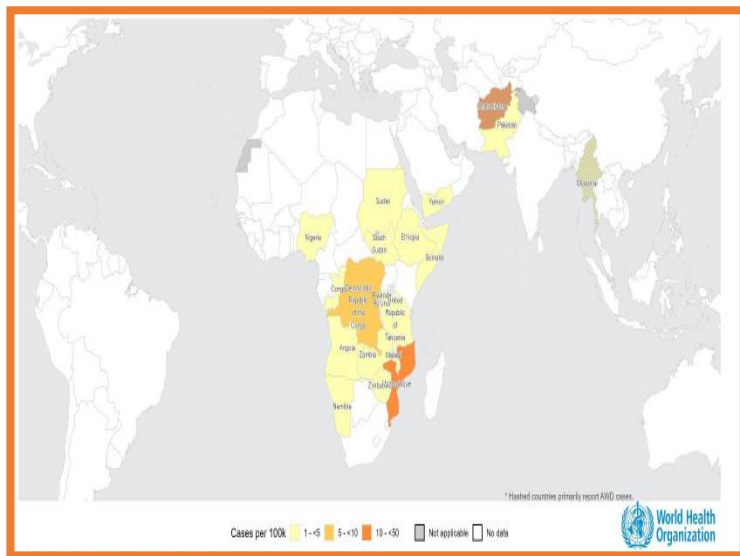 Afghanistan
Pakistan
Myanmar
Sudan
Yemen
Nigeria
South
Sudan
Ethiopia
Somalia
Congo
Democratic
Republic
of the
Congo
Rwanda
Burundi
United
Republic
of
Tanzania
Angola
Zambia
Malawi
Zimbabwe
Mozambique
Namibia
* Hashed countries primarily report AWD cases.
Cases per 100k 1 - <5 5 - <10 10 - <50 Not applicable No data
World Health
Organization